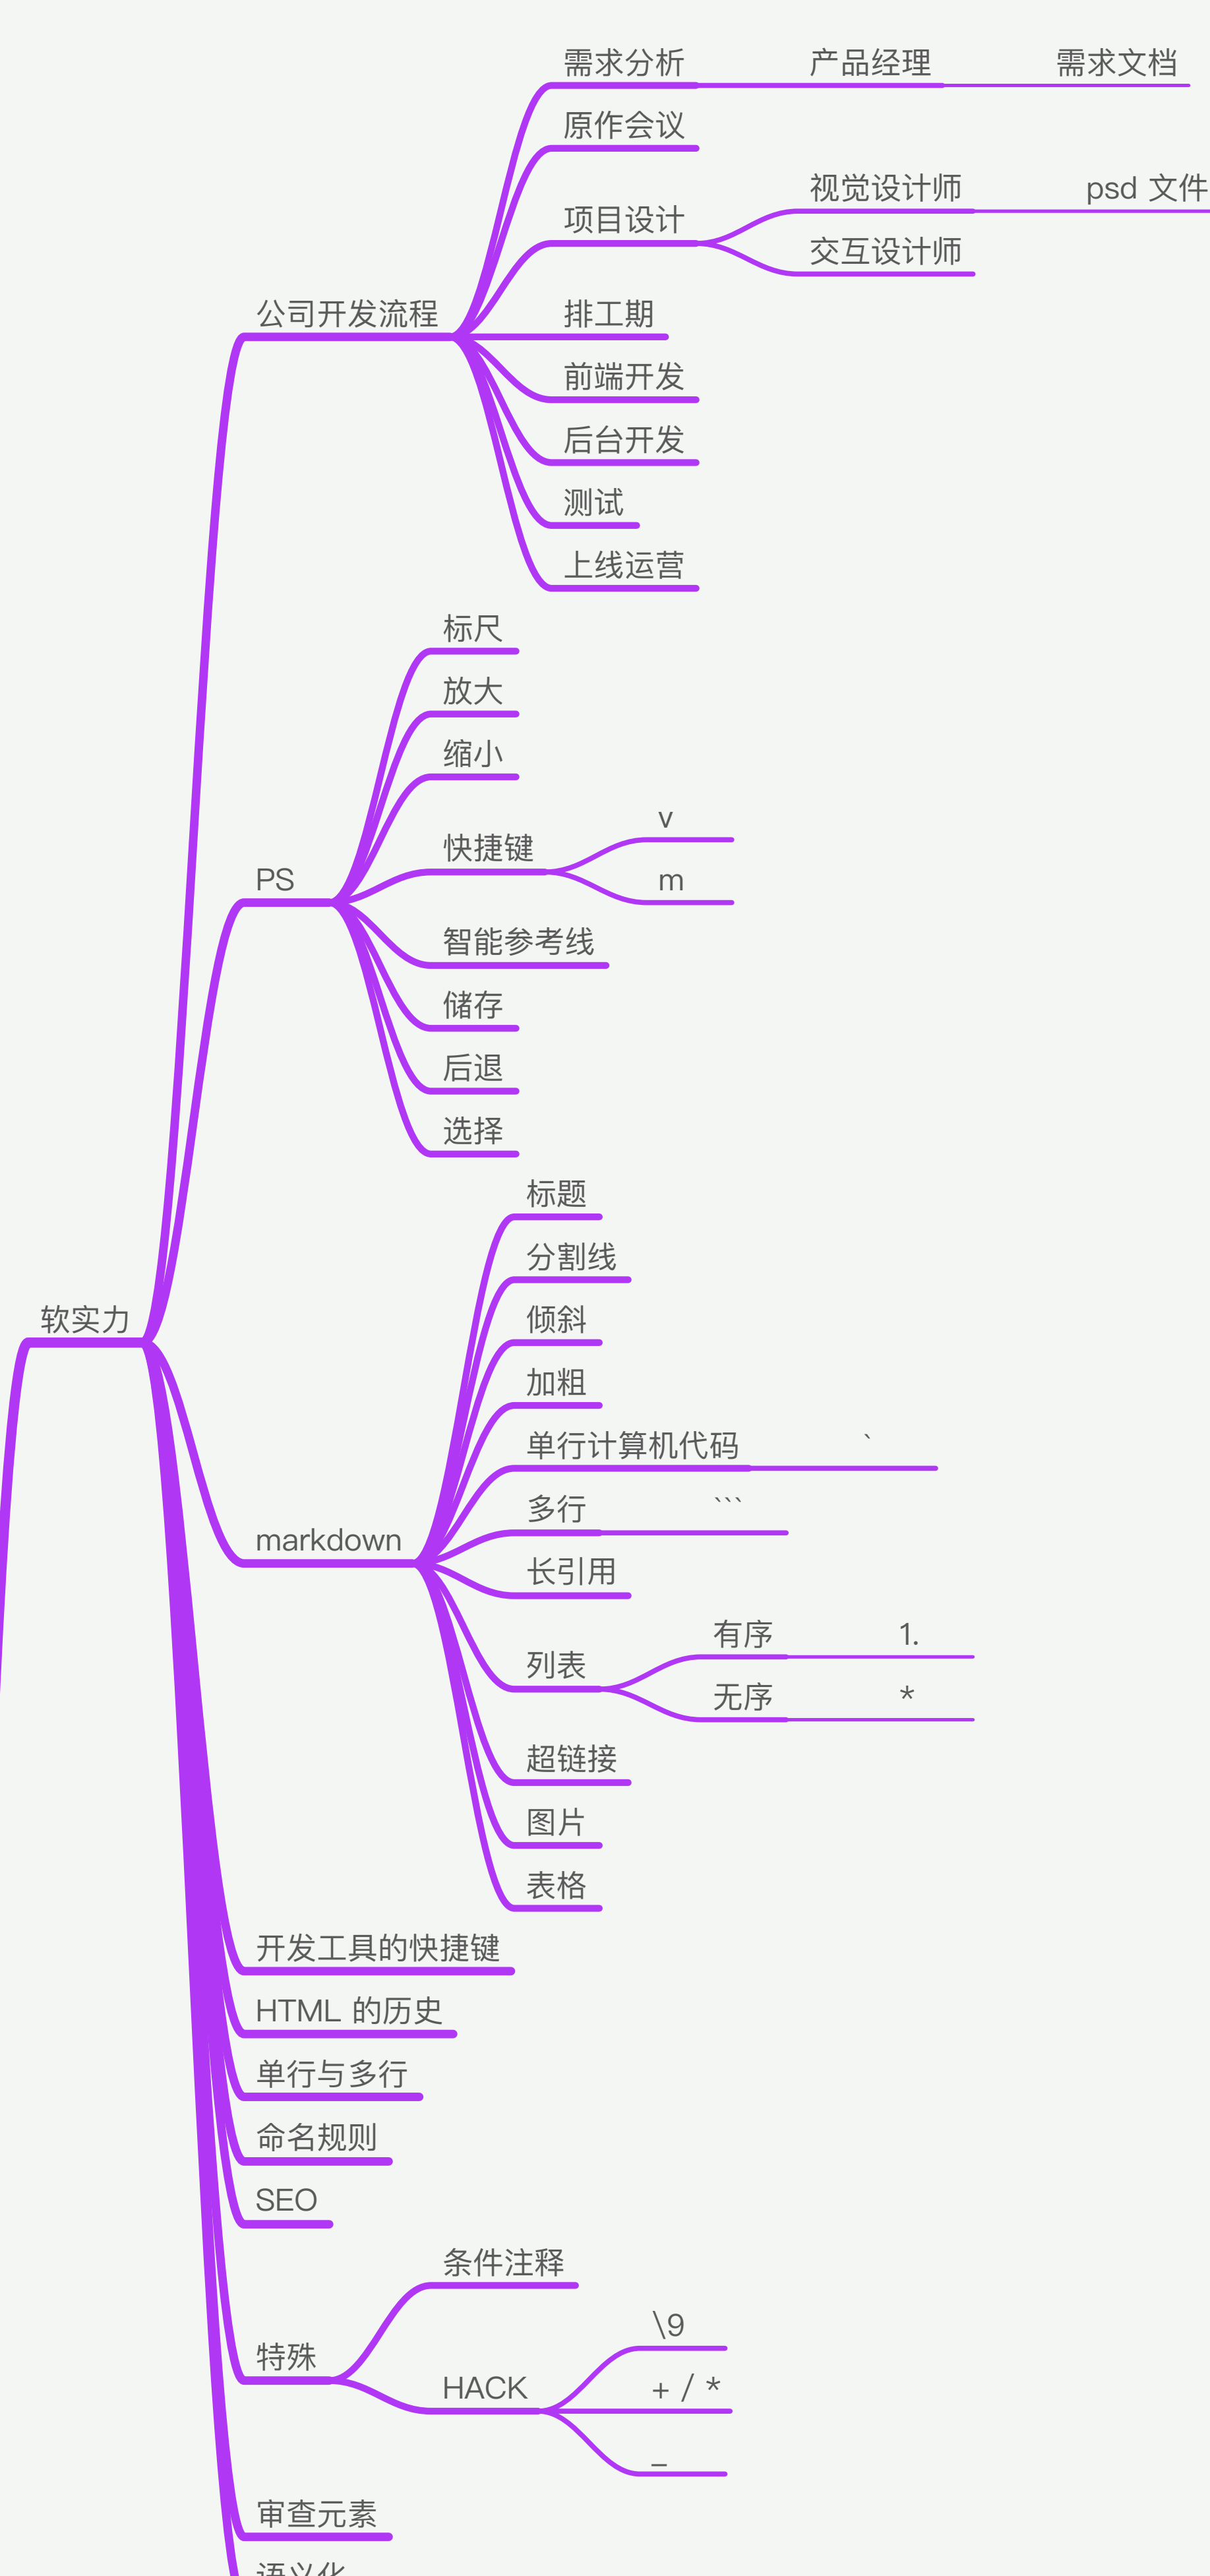 软实力
公司开发流程
需求分析
产品经理
需求文档
原作会议
项目设计
视觉设计师
psd 文件
交互设计师
排工期
前端开发
后台开发
测试
上线运营
PS
标尺
放大
缩小
快捷键
v
m
智能参考线
储存
后退
选择
markdown
标题
分割线
倾斜
加粗
单行计算机代码
`
多行
```
长引用
列表
有序
1.
无序
*
超链接
图片
表格
开发工具的快捷键
HTML 的历史
单行与多行
命名规则
SEO
特殊
条件注释
HACK
\9
+ / *
_
审查元素
语义化